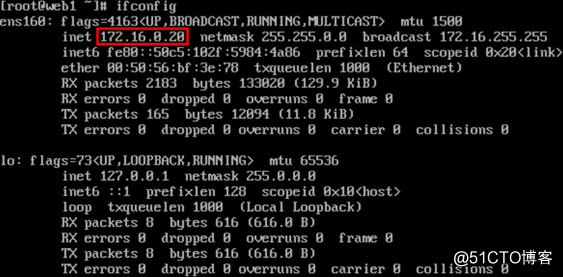 [root@web1 ~]# ifconfig
ens160: flags=4163<UP,BROADCAST,RUNNING,MULTICAST>  mtu 1500
inet 172.16.0.20  netmask 255.255.0.0  broadcast 172.16.255.255
inet6 fe80::50c5:102f:5984:4a86  prefixlen 64  scopeid 0x20<link>
ether 00:50:56:bf:3e:78  txqueuelen 1000  (Ethernet)
RX packets 2183  bytes 133020 (129.9 KiB)
RX errors 0  dropped 0  overruns 0  frame 0
TX packets 165  bytes 12094 (11.8 KiB)
TX errors 0  dropped 0 overruns 0  carrier 0  collisions 0
lo: flags=73<UP,LOOPBACK,RUNNING>  mtu 65536
inet 127.0.0.1  netmask 255.0.0.0
inet6 ::1  prefixlen 128  scopeid 0x10<host>
loop  txqueuelen 1000  (Local Loopback)
RX packets 8  bytes 616 (616.0 B)
RX errors 0  dropped 0  overruns 0  frame 0
TX packets 8  bytes 616 (616.0 B)
TX errors 0  dropped 0 overruns 0  carrier 0  collisions 0
@51CTO博客